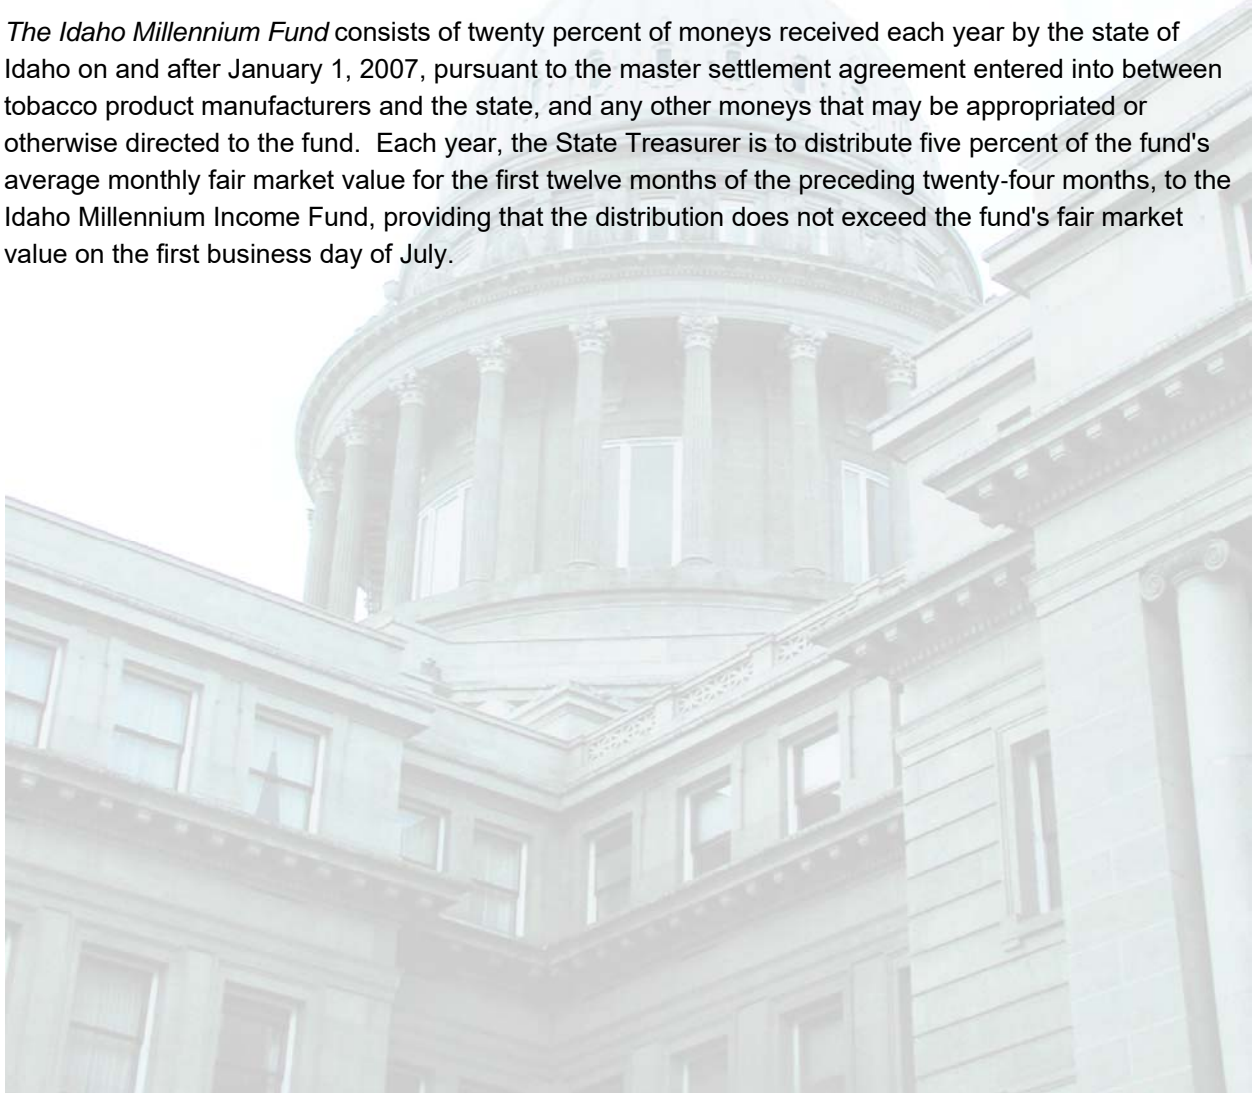 The Idaho Millennium Fund consists of twenty percent of moneys received each year by the state of
Idaho on and after January 1, 2007, pursuant to the master settlement agreement entered into between
tobacco product manufacturers and the state, and any other moneys that may be appropriated or
otherwise directed to the fund.  Each year, the State Treasurer is to distribute five percent of the fund's
average monthly fair market value for the first twelve months of the preceding twenty-four months, to the
Idaho Millennium Income Fund, providing that the distribution does not exceed the fund's fair market
value on the first business day of July.